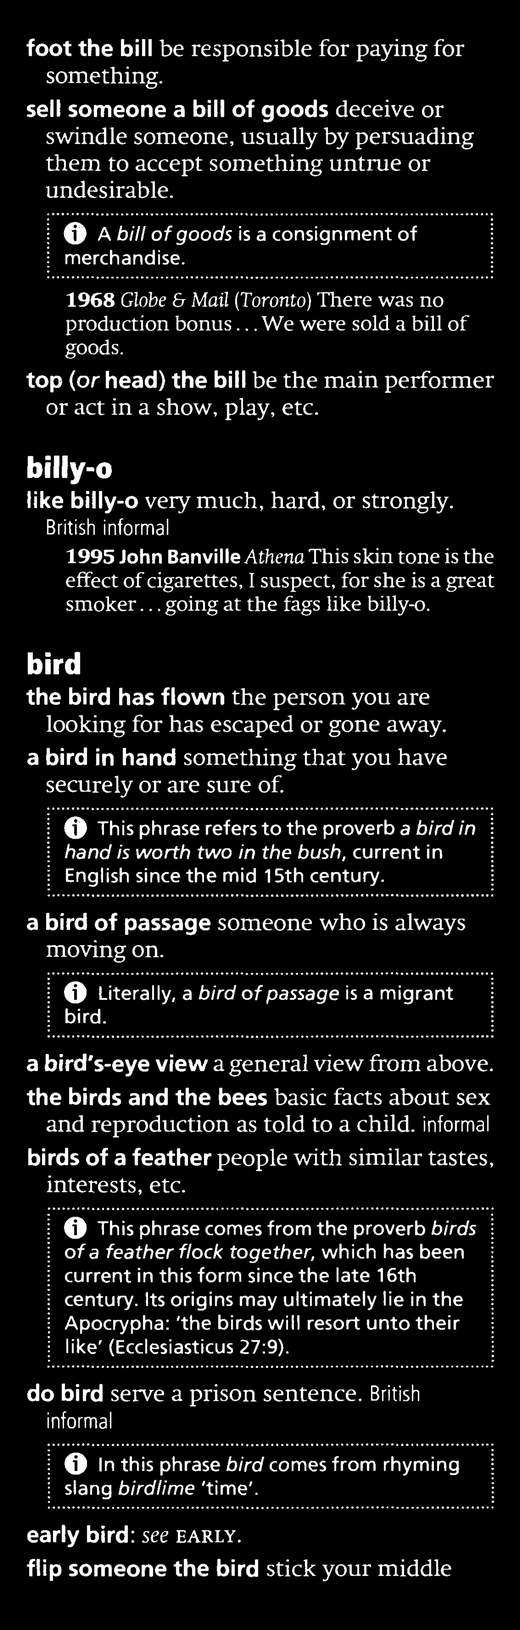 foot the bill be responsible for paying for
something.
sell someone a bill of goods deceive or
swindle someone, usually by persuading
them to accept something untrue or
undesirable.
A bill of goods is a consignment of
merchandise.
1968 Globe & Mail (Toronto) There was no
production bonus... We were sold a bill of
goods.
top (or head) the bill be the main performer
or act in a show, play, etc.
billy-o
like billy-o very much, hard, or strongly.
British informal
1995 John Banville Athena This skin tone is the
effect of cigarettes, I suspect, for she is a great
smoker... going at the fags like billy-o.
bird
the bird has flown the person you are
looking for has escaped or gone away.
a bird in hand something that you have
securely or are sure of.
This phrase refers to the proverb a bird in
hand is worth two in the bush, current in
English since the mid 15th century.
a bird of passage someone who is always
moving on.
Literally, a bird of passage is a migrant
bird.
a bird's-eye view a general view from above.
the birds and the bees basic facts about sex
and reproduction as told to a child. informal
birds of a feather people with similar tastes,
interests, etc.
This phrase comes from the proverb birds
of a feather flock together, which has been
current in this form since the late 16th
century. Its origins may ultimately lie in the
Apocrypha: 'the birds will resort unto their
like' (Ecclesiasticus 27:9).
do bird serve a prison sentence. British
informal
In this phrase bird comes from rhyming
slang birdlime 'time'.
early bird: see EARLY.
flip someone the bird stick your middle